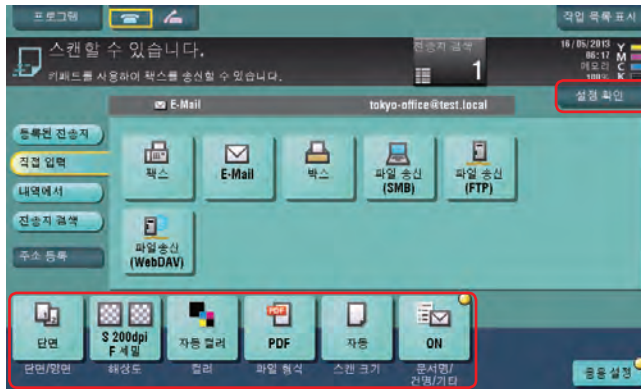 프로그램
작업 목록 표시
스캔할 수 있습니다.
키패드를 사용하여 팩스를 송신할 수 있습니다.
전송지 검색
1
16/05/2013
06:17
메모리
100%
Y
M
C
K
설정 확인
E-Mail
tokyo-office@test.local
등록된 전송지
직접 입력
내역에서
전송지 검색
주소 등록
팩스
E-Mail
박스
파일 송신
(SMB)
파일 송신
(FTP)
파일 송신
(WebDAV)
단면
S 200dpi
F 세밀
자동 컬러
PDF
PDF
자동
ON
단면/양면
해상도
컬러
파일 형식
스캔 크기
문서명/
건명/기타
응용 설정